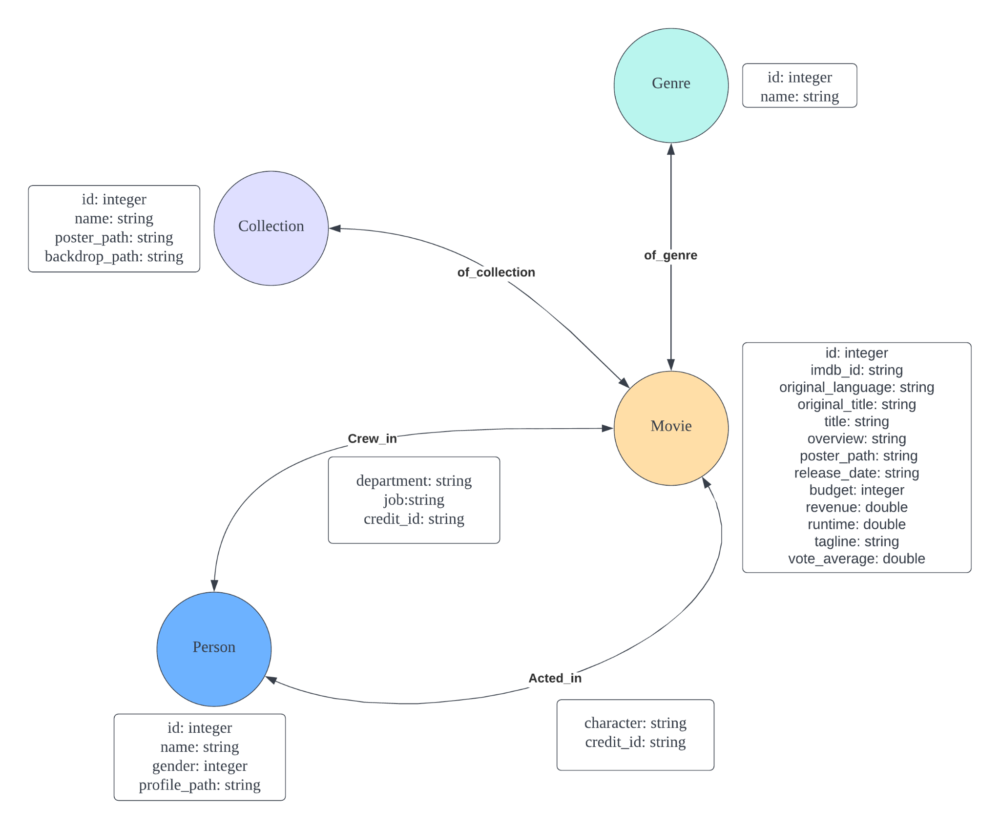 Genre
id: integer
name: string
Collection
id: integer
name: string
poster_path: string
backdrop_path: string
of_genre
of_collection
Movie
id: integer
imdb_id: string
original_language: string
original_title: string
title: string
overview: string
poster_path: string
release_date: string
budget: integer
revenue: double
runtime: double
tagline: string
vote_average: double
Crew_in
department: string
job:string
credit_id: string
Person
id: integer
name: string
gender: integer
profile_path: string
Acted_in
character: string
credit_id: string